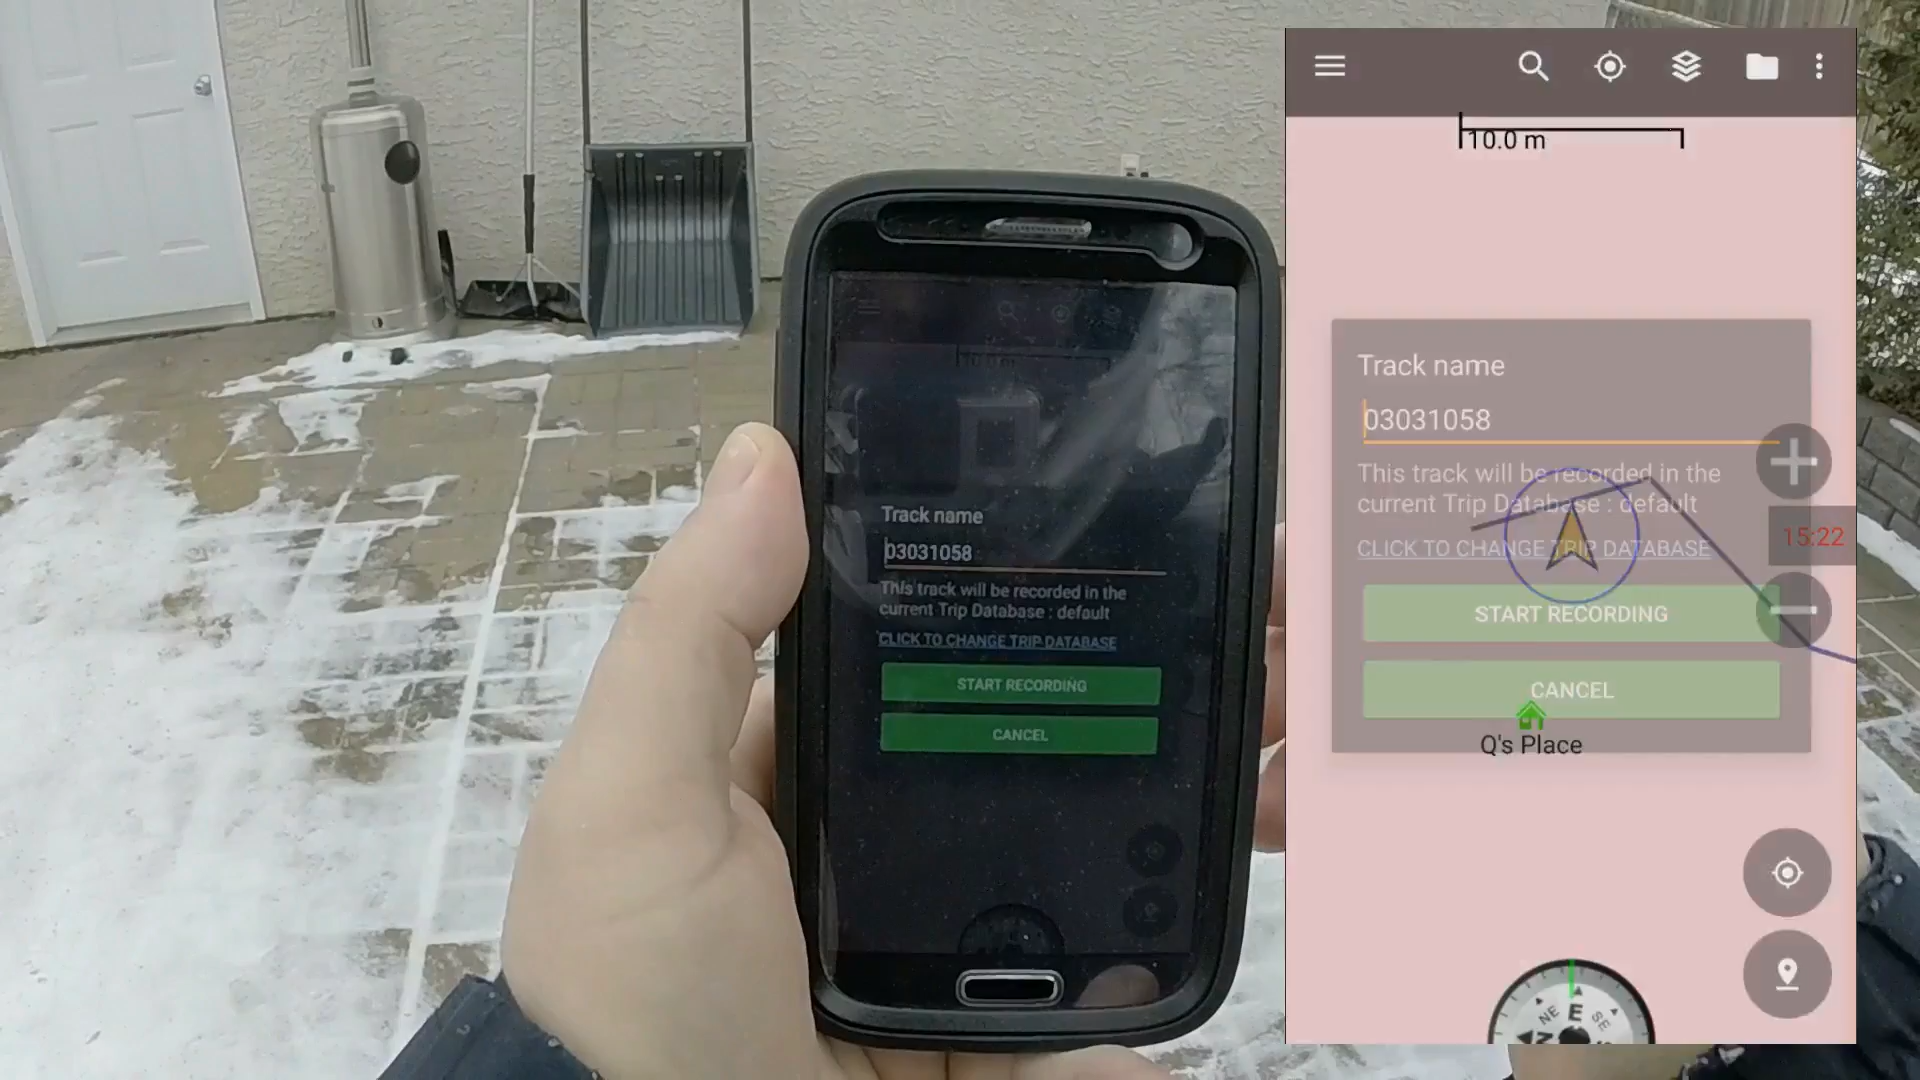 Track name
03031058
This track will be recorded in the
current Trip Database : default
CLICK TO CHANGE TRIP DATABASE
START RECORDING
CANCEL
10.0 m
Track name
03031058
This track will be recorded in the
current Trip Database : default
CLICK TO CHANGE TRIP DATABASE
15:22
START RECORDING
CANCEL
Q's Place
NE
E
SE
N